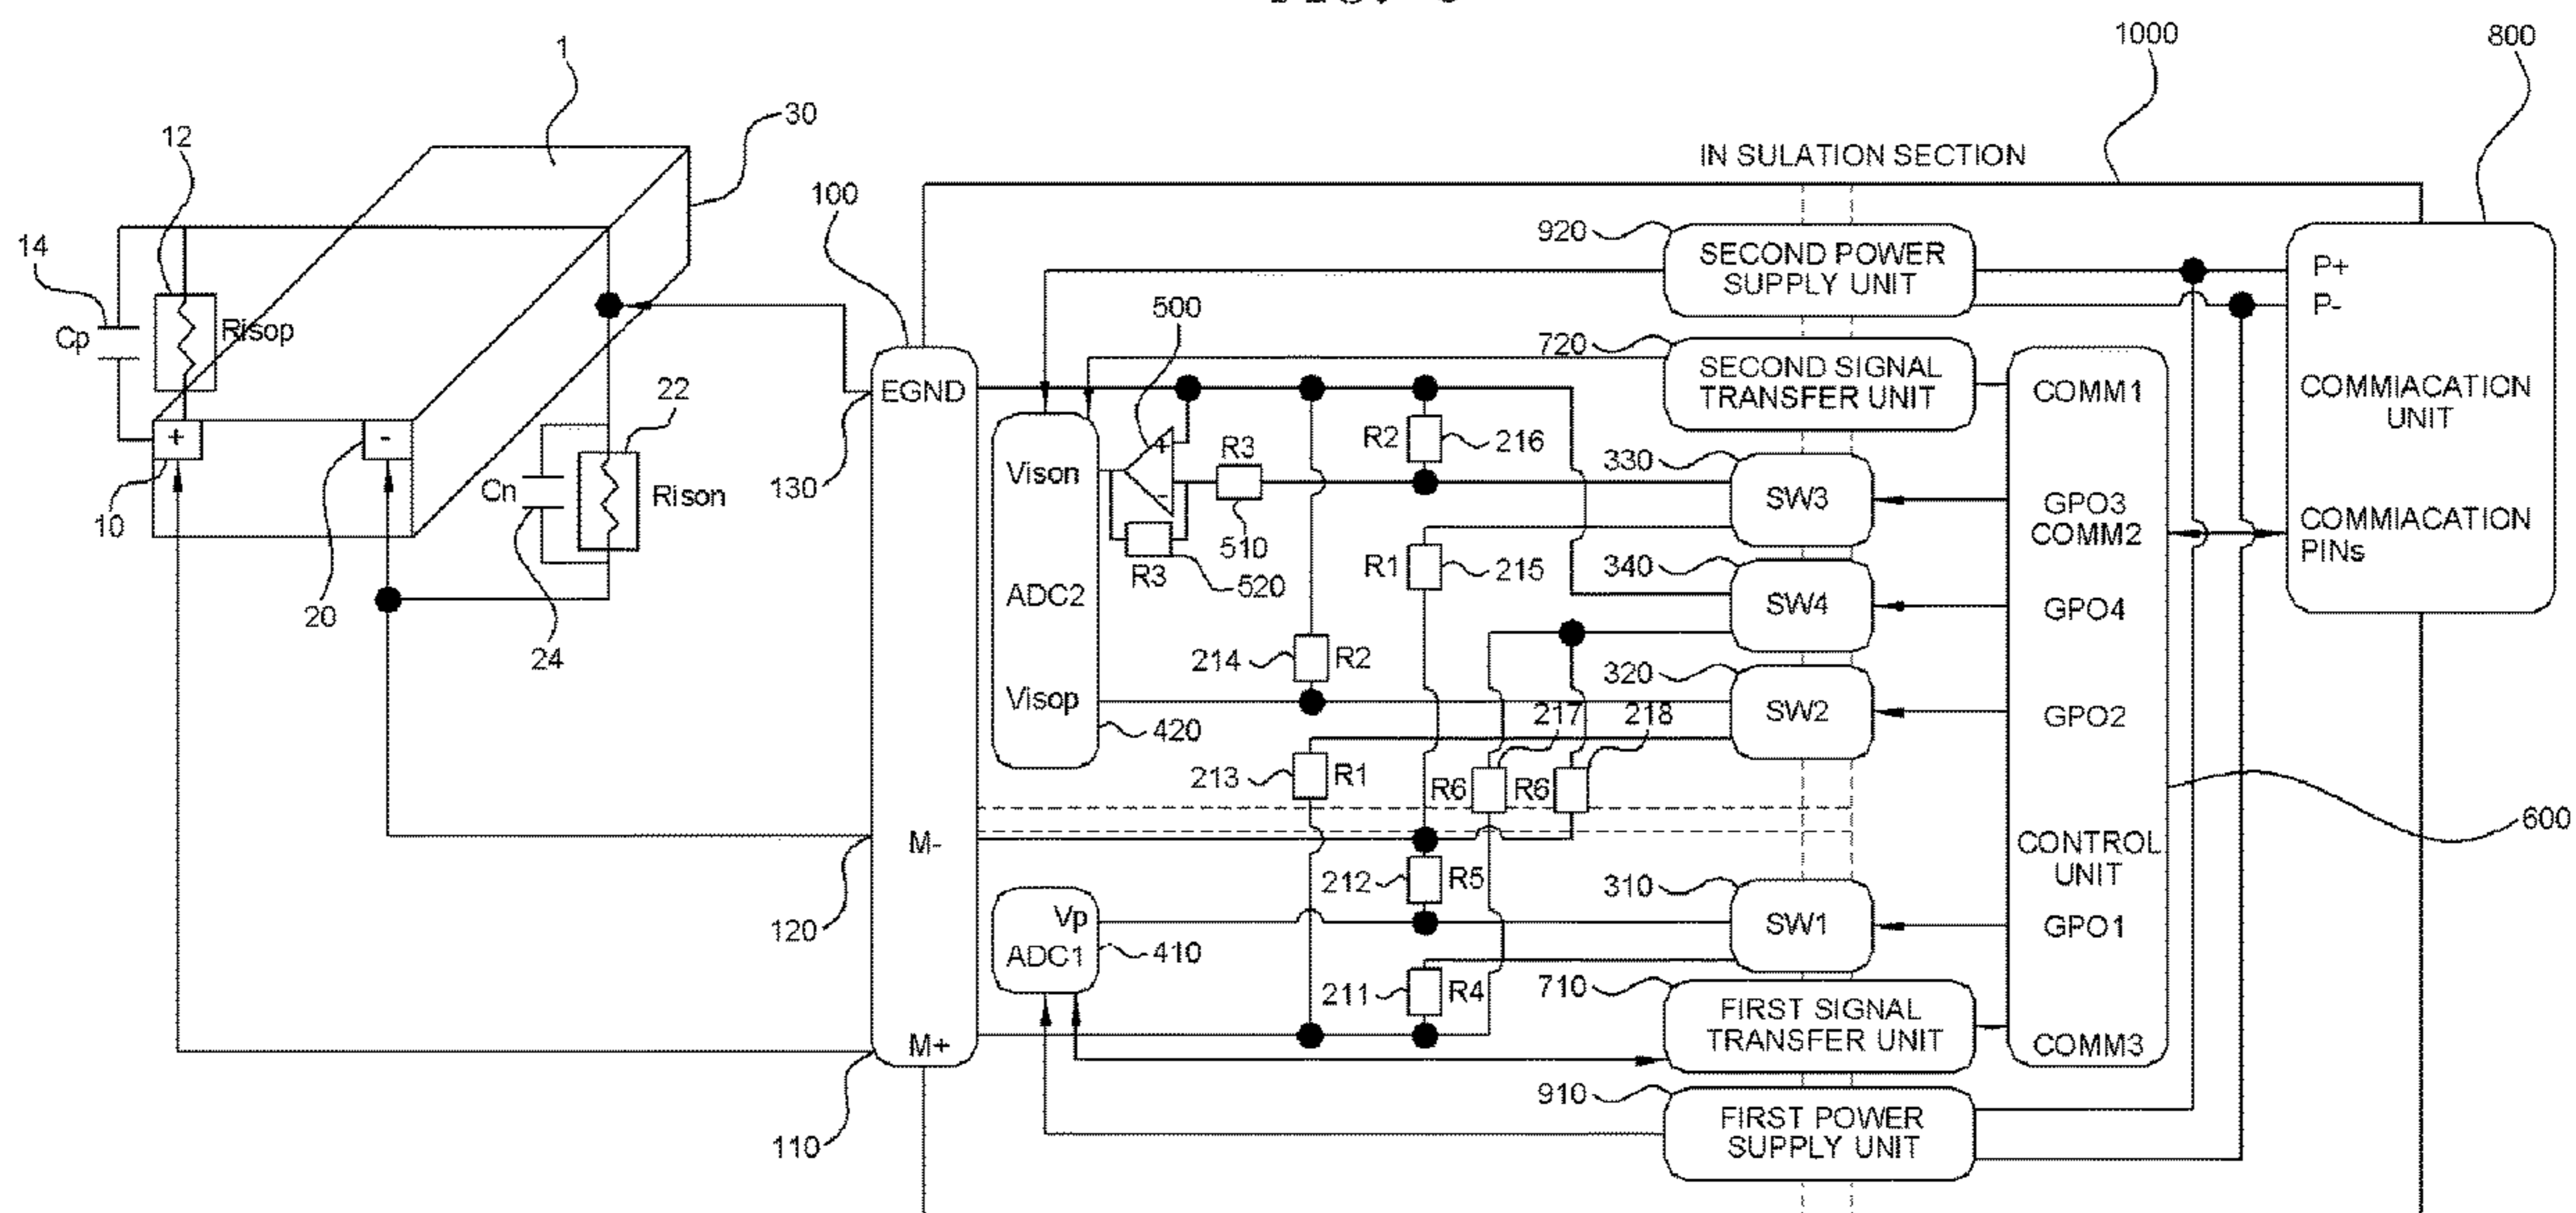 1
1000
800
30
12
IN SULATION SECTION
100
14
920
SECOND POWER
SUPPLY UNIT
P+
P-
500
Cp
Risop
720
SECOND SIGNAL
TRANSFER UNIT
22
EGND
COMM1
COMMIACATION
UNIT
+
-
+
R2
216
330
Vison
R3
10
Cn
Rison
130
-
SW3
GPO3
COMM2
COMMIACATION
PINs
510
R3
520
R1
215
340
ADC2
SW4
GPO4
20
24
214
R2
320
Visop
420
217
218
SW2
GPO2
213
R1
R6
R6
600
M-
CONTROL
UNIT
212
R5
310
120
Vp
ADC1
410
SW1
GPO1
211
R4
710
FIRST SIGNAL
TRANSFER UNIT
M+
COMM3
910
FIRST POWER
SUPPLY UNIT
110